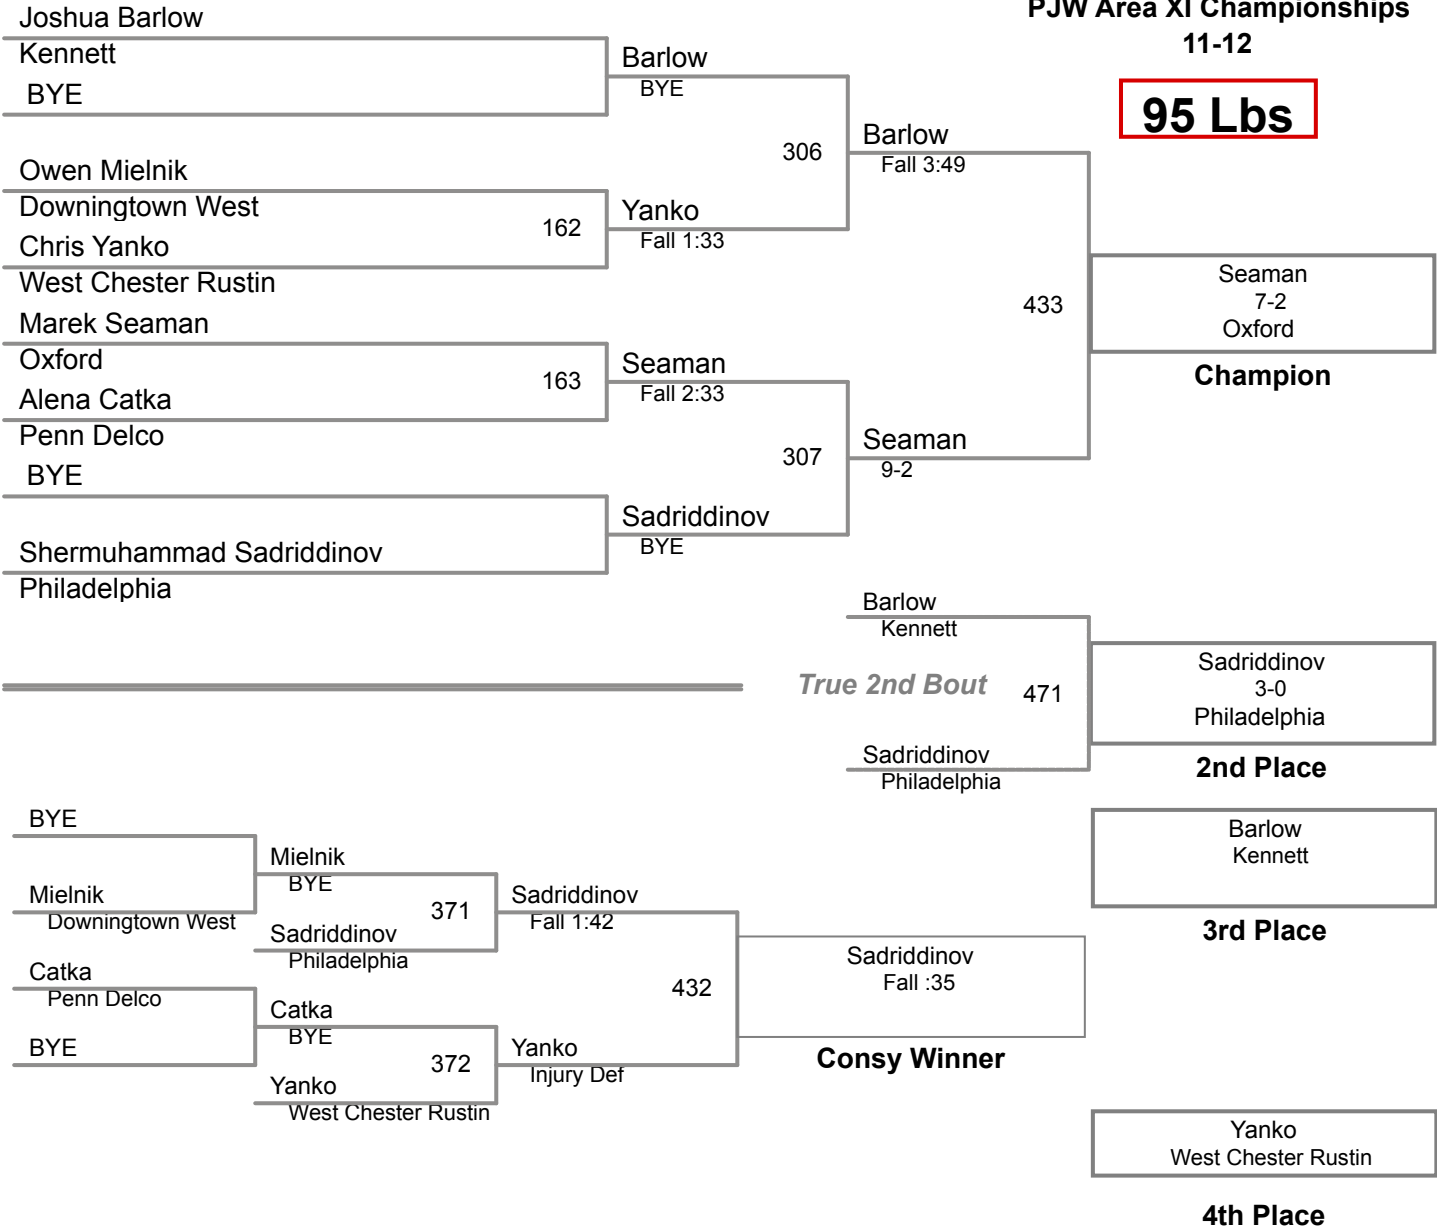 PJW Area XI Championships
11-12
95 Lbs
Joshua Barlow
Kennett
BYE
Owen Mielnik
Downingtown West
Chris Yanko
West Chester Rustin
Marek Seaman
Oxford
Alena Catka
Penn Delco
BYE
Shermuhammad Sadriddinov
Philadelphia
162
163
Barlow
BYE
Yanko
Fall 1:33
Seaman
Fall 2:33
Sadriddinov
BYE
306
307
Barlow
Fall 3:49
Seaman
9-2
433
Seaman
7-2
Oxford
Champion
Barlow
Kennett
True 2nd Bout
471
Sadriddinov
Philadelphia
Sadriddinov
3-0
Philadelphia
2nd Place
BYE
Mielnik
Downingtown West
Catka
Penn Delco
BYE
Mielnik
BYE
371
Sadriddinov
Philadelphia
Catka
BYE
372
Yanko
West Chester Rustin
Sadriddinov
Fall 1:42
432
Yanko
Injury Def
Sadriddinov
Fall :35
Consy Winner
Barlow
Kennett
3rd Place
Yanko
West Chester Rustin
4th Place